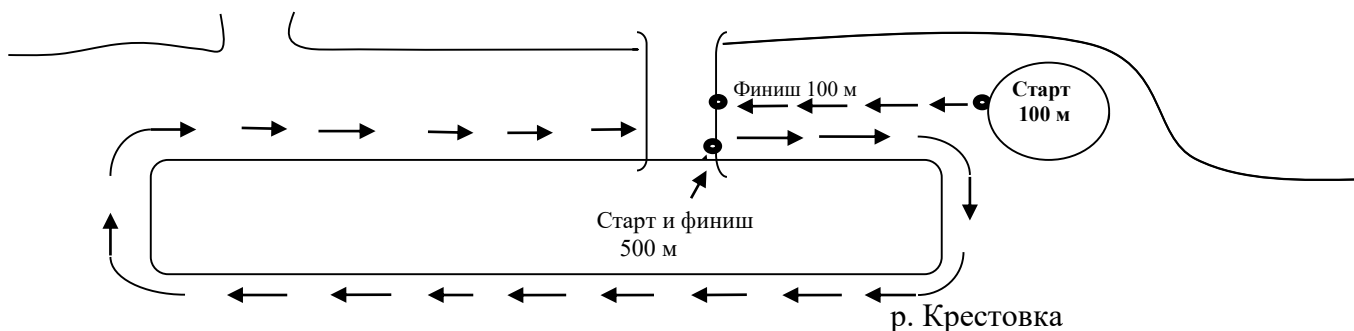 Финиш 100 м
Старт
100 м
Старт и финиш
500 м
р. Крестовка